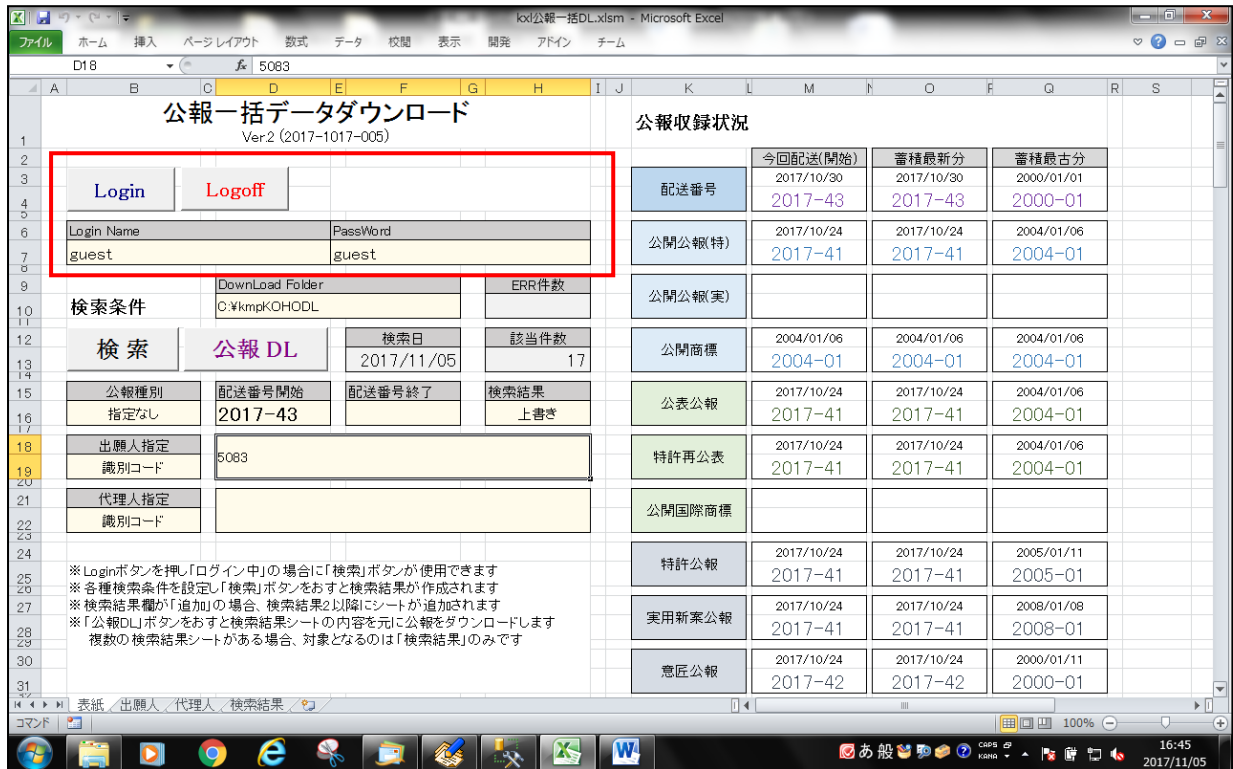 kxl公報一括DL.xlsm - Microsoft Excel
ファイル ホーム 挿入 ページ レイアウト 数式 データ 校閲 表示 開発 アドイン チーム
D18 fx 5083
A B C D E F G H I J K L M N O P Q R S
公報一括データダウンロード
Ver.2 (2017-1017-005)
公報収録状況
今回配送(開始) 蓄積最新分 蓄積最古分
Login Logoff
配送番号 2017/10/30 2017/10/30 2000/01/01
2017-43 2017-43 2000-01
Login Name PassWord
guest guest
公開公報(特) 2017/10/24 2017/10/24 2004/01/06
2017-41 2017-41 2004-01
DownLoad Folder ERR件数
検索条件 C:¥kmpKOHODL
公開公報(実)
検 索 公報 DL 検索日 該当件数
2017/11/05 17
公開商標 2004/01/06 2004/01/06 2004/01/06
2004-01 2004-01 2004-01
公報種別 配送番号開始 配送番号終了 検索結果
指定なし 2017-43 上書き
公表公報 2017/10/24 2017/10/24 2004/01/06
2017-41 2017-41 2004-01
出願人指定 5083
識別コード
特許再公表 2017/10/24 2017/10/24 2004/01/06
2017-41 2017-41 2004-01
代理人指定
識別コード
公開国際商標
特許公報 2017/10/24 2017/10/24 2005/01/11
2017-41 2017-41 2005-01
※Loginボタンを押し「ログイン中」の場合に「検索」ボタンが使用できます
※各種検索条件を設定し「検索」ボタンをおすと検索結果が作成されます
※検索結果欄が「追加」の場合、検索結果2以降にシートが追加されます
※「公報DL」ボタンをおすと検索結果シートの内容を元に公報をダウンロードします
複数の検索結果シートがある場合、対象となるのは「検索結果」のみです
実用新案公報 2017/10/24 2017/10/24 2008/01/08
2017-41 2017-41 2008-01
意匠公報 2017/10/24 2017/10/24 2000/01/11
2017-42 2017-42 2000-01
表紙 出願人 代理人 検索結果
コマンド 100%
あ 般 CAPS KANA 16:45
2017/11/05